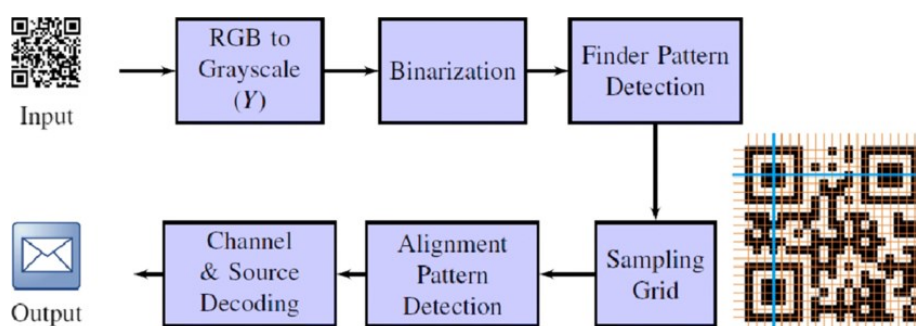 RGB to
Grayscale
(Y)
Binarization
Finder Pattern
Detection
Input
Channel
& Source
Decoding
Alignment
Pattern
Detection
Sampling
Grid
Output